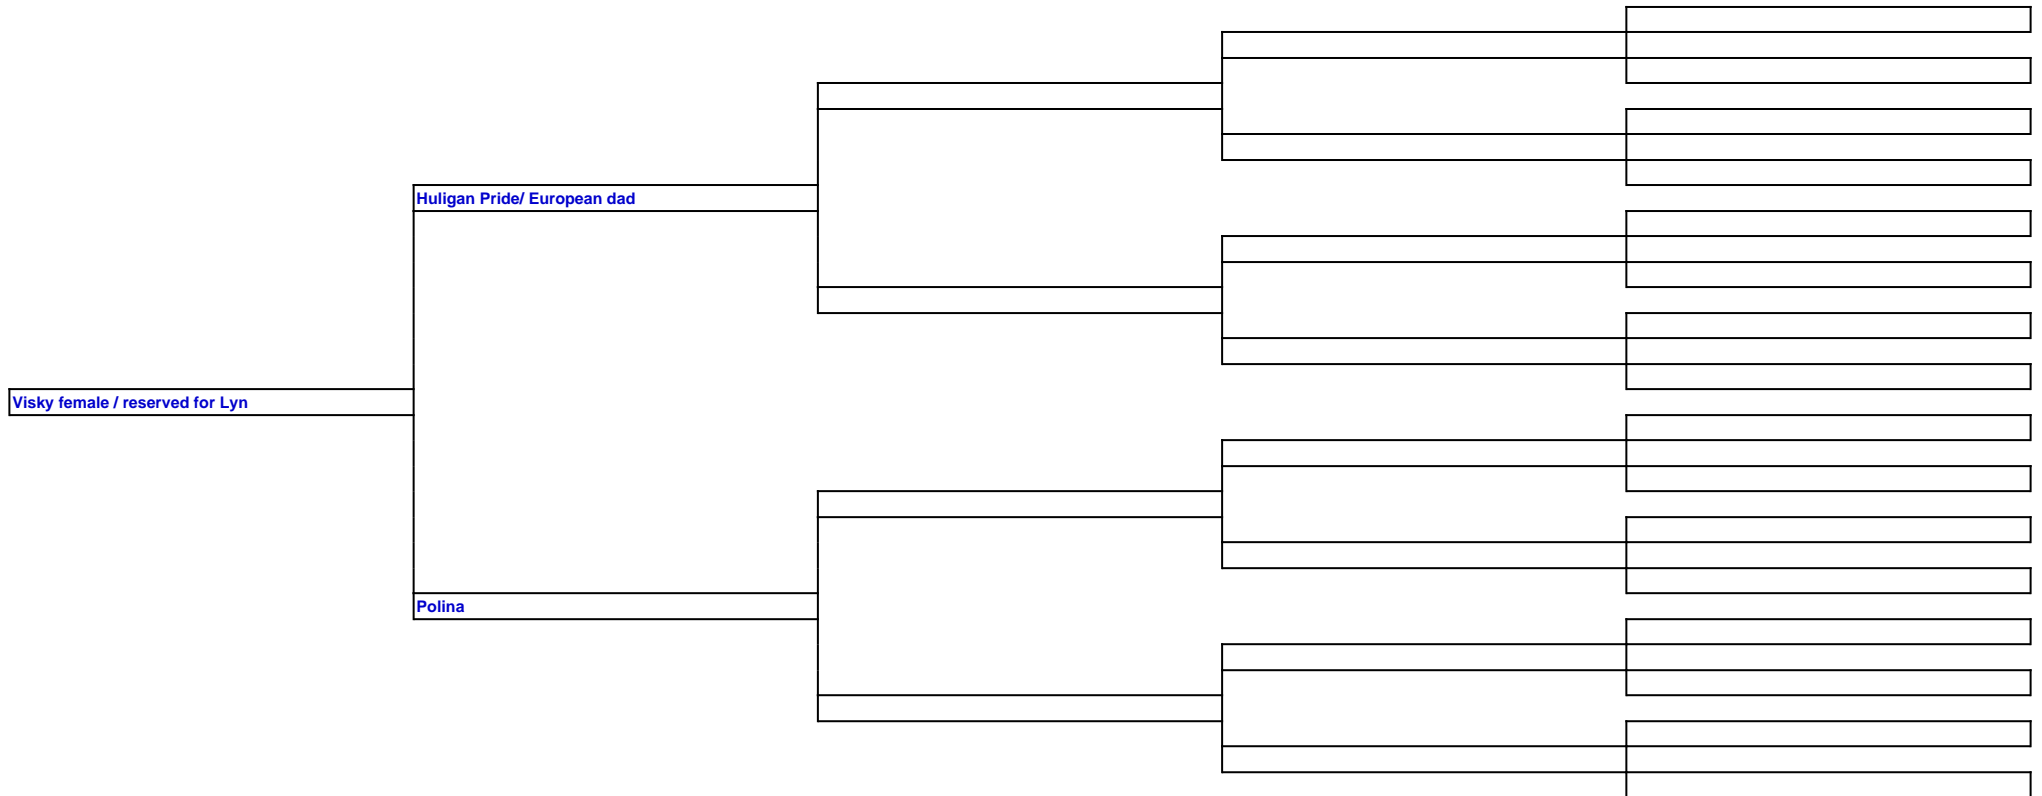 Huligan Pride/ European dad
Visky female / reserved for Lyn
Polina